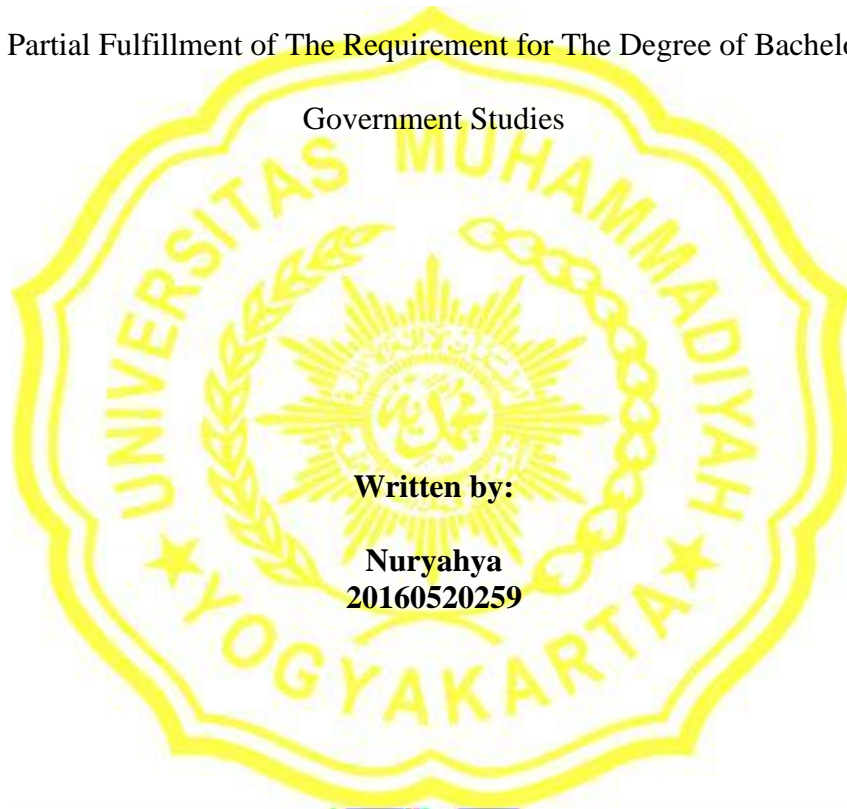 Partial Fulfillment of The Requirement for The Degree of Bachelo
Government Studies
UNIVERSITAS MUHAMMADIYAH
YOGYAKARTA
Written by:
Nuryahya
20160520259